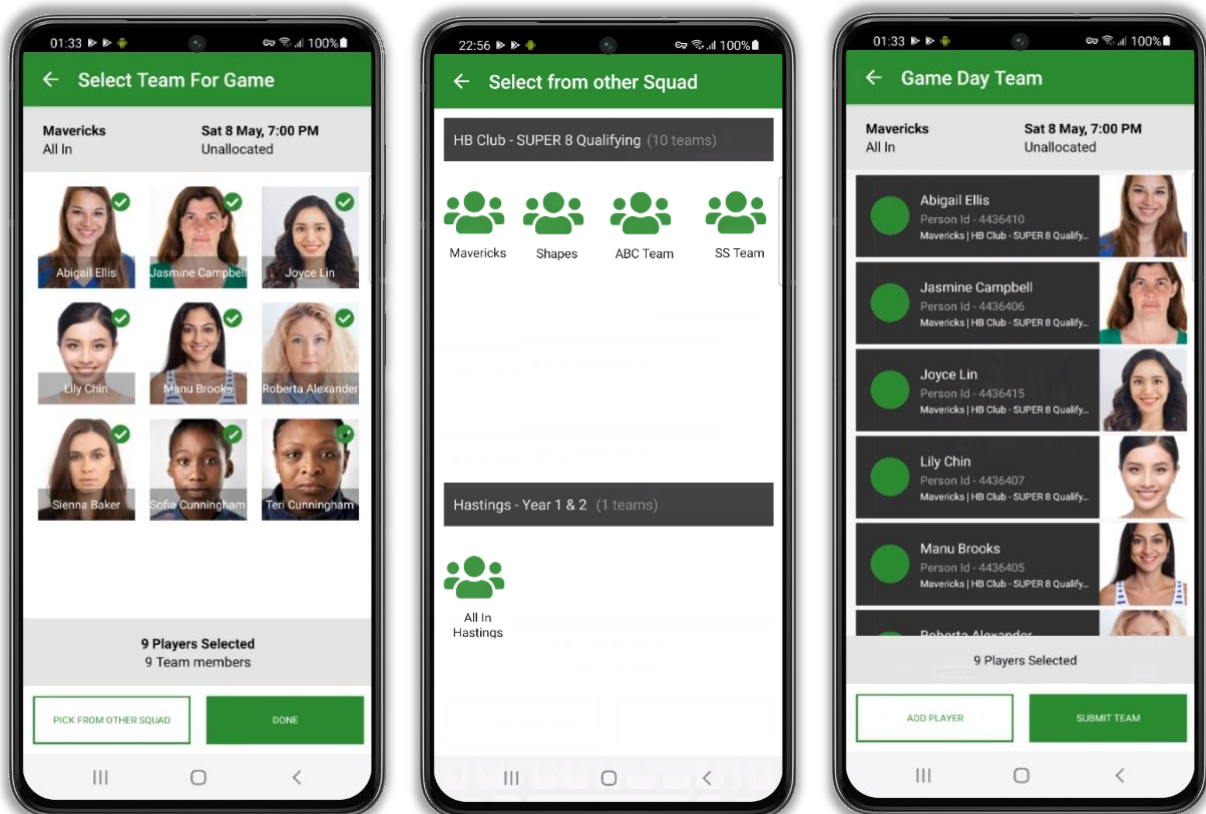 01:33 100%
Select Team For Game
Mavericks Sat 8 May, 7:00 PM
All In Unallocated
Abigail Ellis Jasmine Campbell Joyce Lin
Lily Chin Manu Brooks Roberta Alexander
Sienna Baker Sofia Cunningham Teri Cunningham
9 Players Selected
9 Team members
PICK FROM OTHER SQUAD DONE
22:56 100%
Select from other Squad
HB Club - SUPER 8 Qualifying (10 teams)
Mavericks Shapes ABC Team SS Team
Hastings - Year 1 & 2 (1 teams)
All In
Hastings
01:33 100%
Game Day Team
Mavericks Sat 8 May, 7:00 PM
All In Unallocated
Abigail Ellis
Person Id - 4436410
Mavericks | HB Club - SUPER 8 Qualify...
Jasmine Campbell
Person Id - 4436406
Mavericks | HB Club - SUPER 8 Qualify...
Joyce Lin
Person Id - 4436415
Mavericks | HB Club - SUPER 8 Qualify...
Lily Chin
Person Id - 4436407
Mavericks | HB Club - SUPER 8 Qualify...
Manu Brooks
Person Id - 4436405
Mavericks | HB Club - SUPER 8 Qualify...
Roberta Alexander
9 Players Selected
ADD PLAYER SUBMIT TEAM